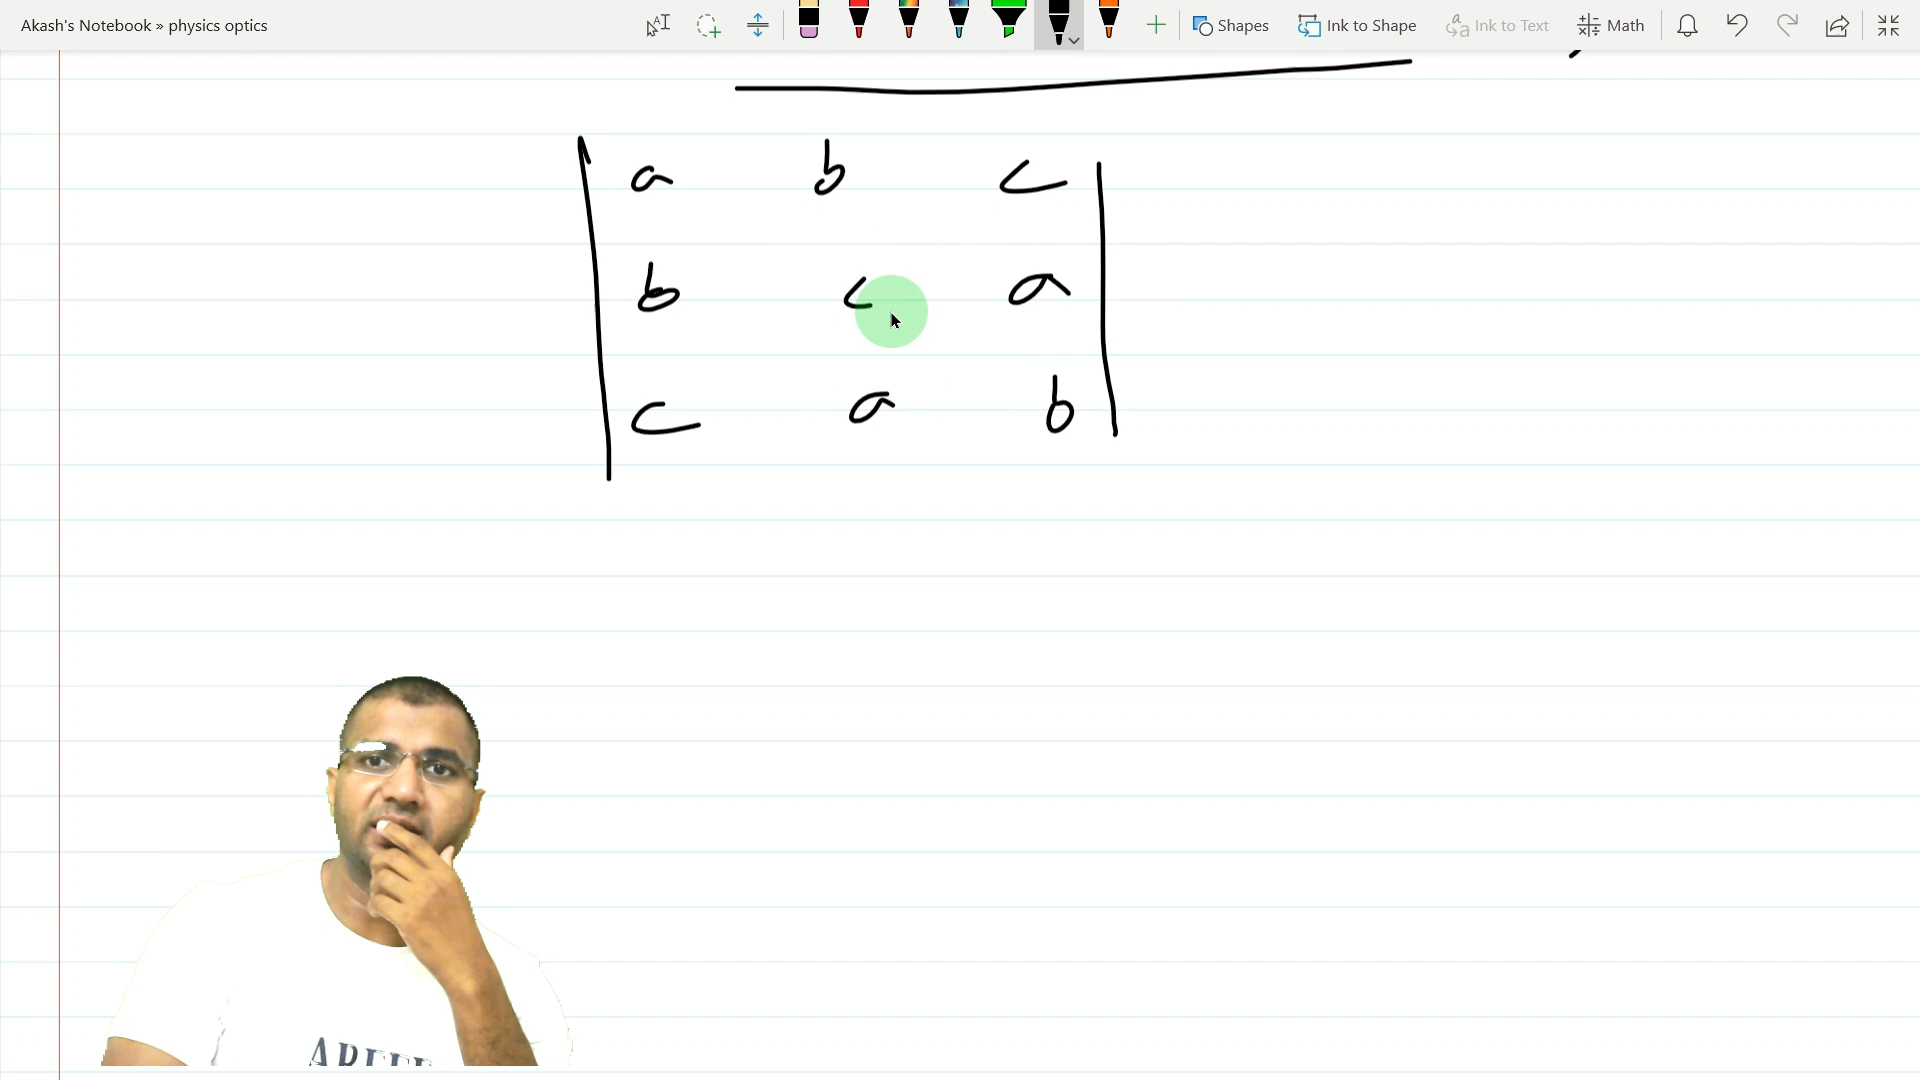 Akash's Notebook » physics optics
Shapes Ink to Shape Ink to Text Math
a b c
b c a
c a b